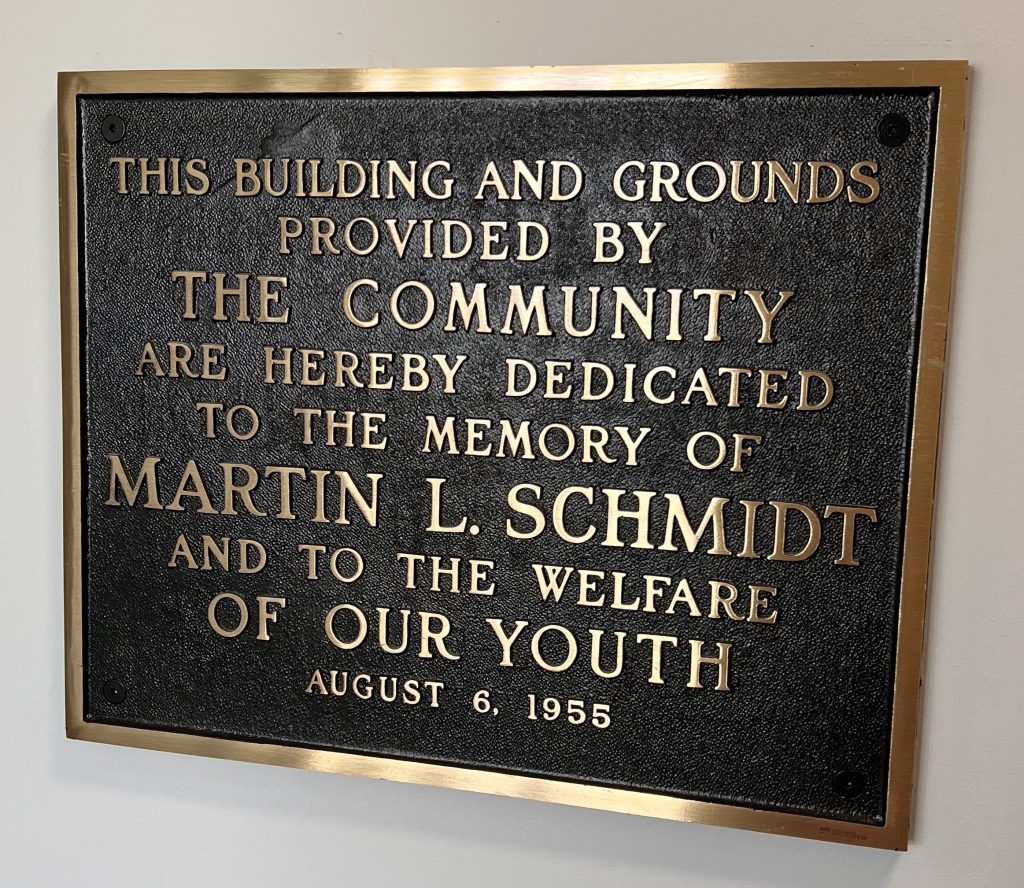 THIS BUILDING AND GROUNDS
PROVIDED BY
THE COMMUNITY
ARE HEREBY DEDICATED
TO THE MEMORY OF
MARTIN L. SCHMIDT
AND TO THE WELFARE
OF OUR YOUTH
AUGUST 6, 1955